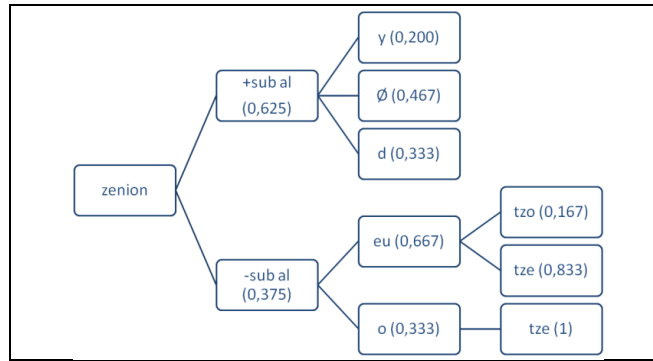 zenion
+sub al
(0,625)
y (0,200)
Ø (0,467)
d (0,333)
-sub al
(0,375)
eu (0,667)
tzo (0,167)
tze (0,833)
o (0,333)
tze (1)